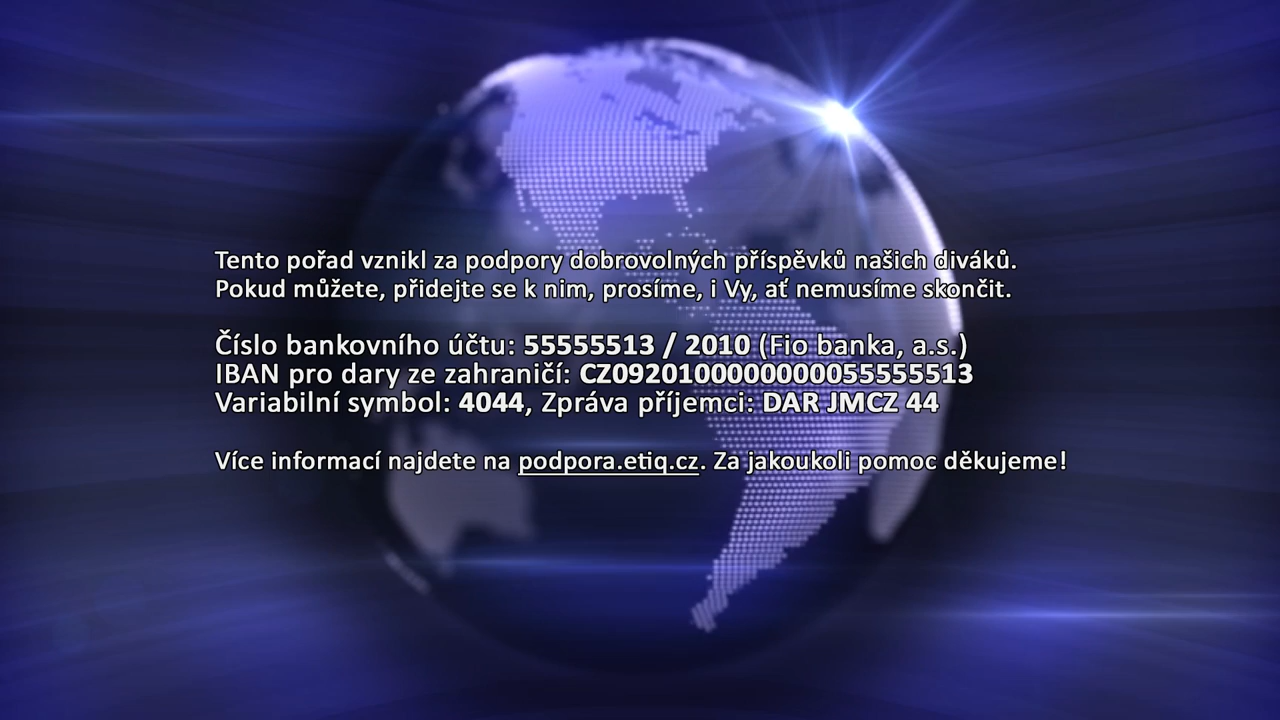 Tento pořad vznikl za podpory dobrovolných příspěvků našich diváků.
Pokud můžete, přidejte se k nim, prosíme, i Vy, ať nemusíme skončit.
Číslo bankovního účtu: 55555513 / 2010 (Fio banka, a.s.)
IBAN pro dary ze zahraničí: CZ0920100000000055555513
Variabilní symbol: 4044, Zpráva příjemci: DAR JMCZ 44
Více informací najdete na podpora.etiq.cz. Za jakoukoli pomoc děkujeme!